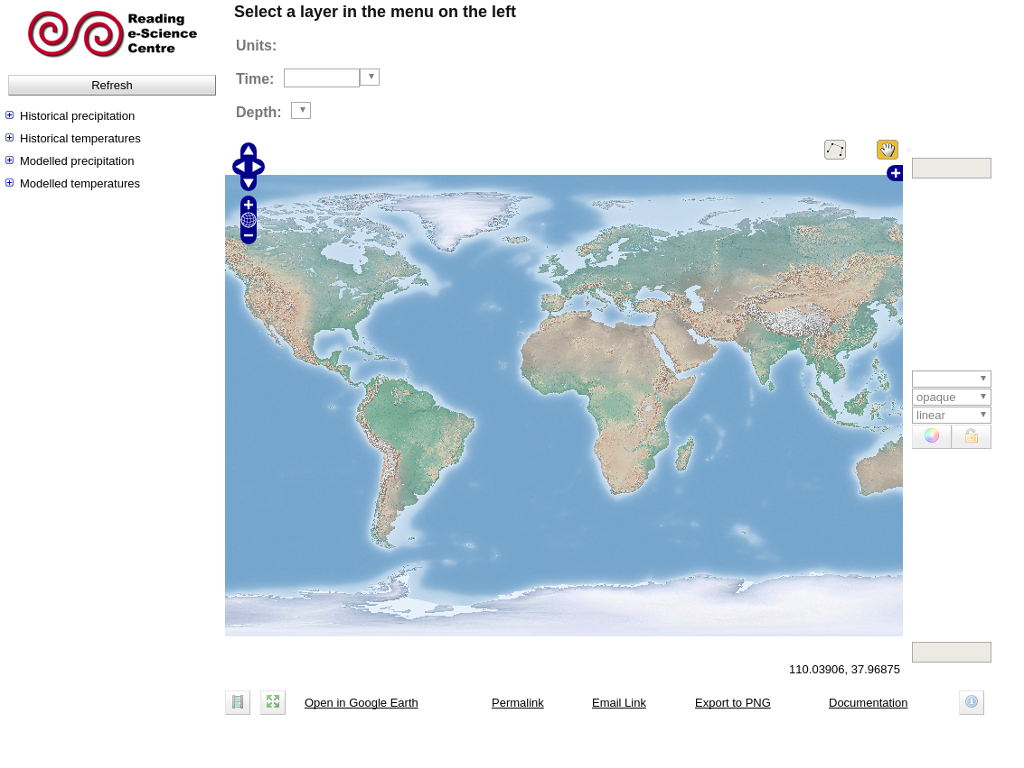 Reading
e-Science
Centre
Refresh
Historical precipitation
Historical temperatures
Modelled precipitation
Modelled temperatures
Select a layer in the menu on the left
Units:
Time:
Depth:
opaque
linear
110.03906, 37.96875
Open in Google Earth Permalink Email Link Export to PNG Documentation